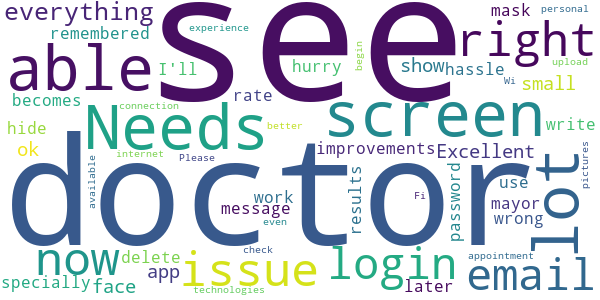 everything
see
mask
personal
remembered
experience
right
able
I'll
hurry
begin
show
hassle
upload
Wi
small
becomes
connection
rate
Needs
screen
hide
write
ok
internet
better
Please
improvements
Excellent
lot
pictures
doctor
available
work
results
password
use
mayor
message
even
Fi
wrong
now
delete
app
issue
check
login
appointment
email
specially
face
technologies
later